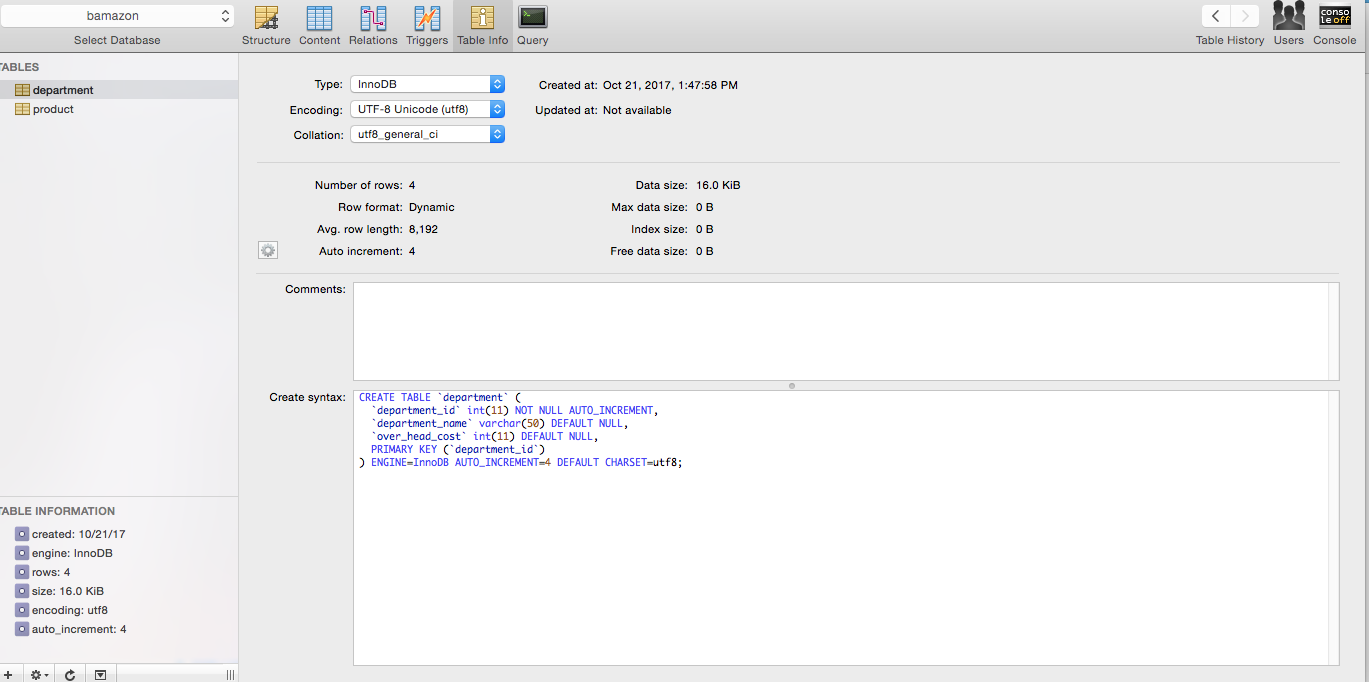 bamazon
Select Database
Structure
Content
Relations
Triggers
Table Info
Query
Table History
Users
conso
le off
Console
TABLES
department
product
Type: InnoDB
Created at: Oct 21, 2017, 1:47:58 PM
Encoding: UTF-8 Unicode (utf8)
Updated at: Not available
Collation: utf8_general_ci
Number of rows: 4
Data size: 16.0 KiB
Row format: Dynamic
Max data size: 0 B
Avg. row length: 8,192
Index size: 0 B
Auto increment: 4
Free data size: 0 B
Comments:
Create syntax:
CREATE TABLE `department` (
`department_id` int(11) NOT NULL AUTO_INCREMENT,
`department_name` varchar(50) DEFAULT NULL,
`over_head_cost` int(11) DEFAULT NULL,
PRIMARY KEY (`department_id`)
) ENGINE=InnoDB AUTO_INCREMENT=4 DEFAULT CHARSET=utf8;
TABLE INFORMATION
created: 10/21/17
engine: InnoDB
rows: 4
size: 16.0 KiB
encoding: utf8
auto_increment: 4